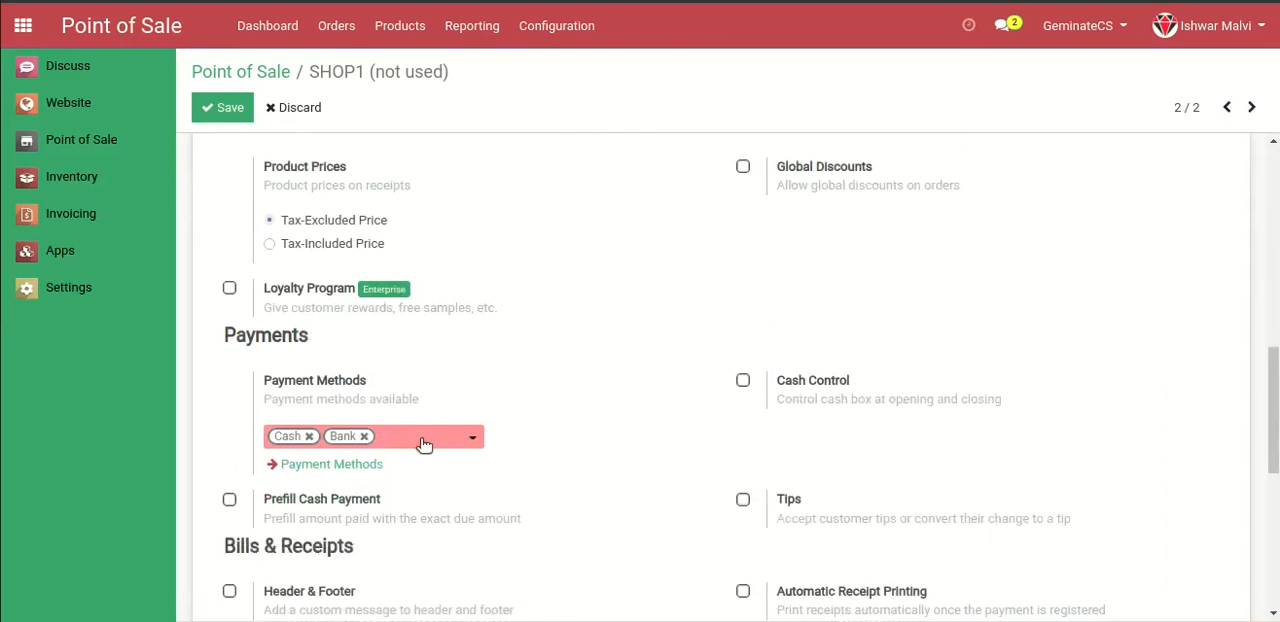 Point of Sale Dashboard Orders Products Reporting Configuration 2 GeminateCS Ishwar Malvi
Discuss
Website
Point of Sale
Inventory
Invoicing
Apps
Settings
Point of Sale / SHOP1 (not used)
Save Discard 2 / 2
Product Prices
Product prices on receipts
Tax-Excluded Price
Tax-Included Price
Global Discounts
Allow global discounts on orders
Loyalty Program Enterprise
Give customer rewards, free samples, etc.
Payments
Payment Methods
Payment methods available
Cash Bank
Payment Methods
Cash Control
Control cash box at opening and closing
Prefill Cash Payment
Prefill amount paid with the exact due amount
Tips
Accept customer tips or convert their change to a tip
Bills & Receipts
Header & Footer
Add a custom message to header and footer
Automatic Receipt Printing
Print receipts automatically once the payment is registered